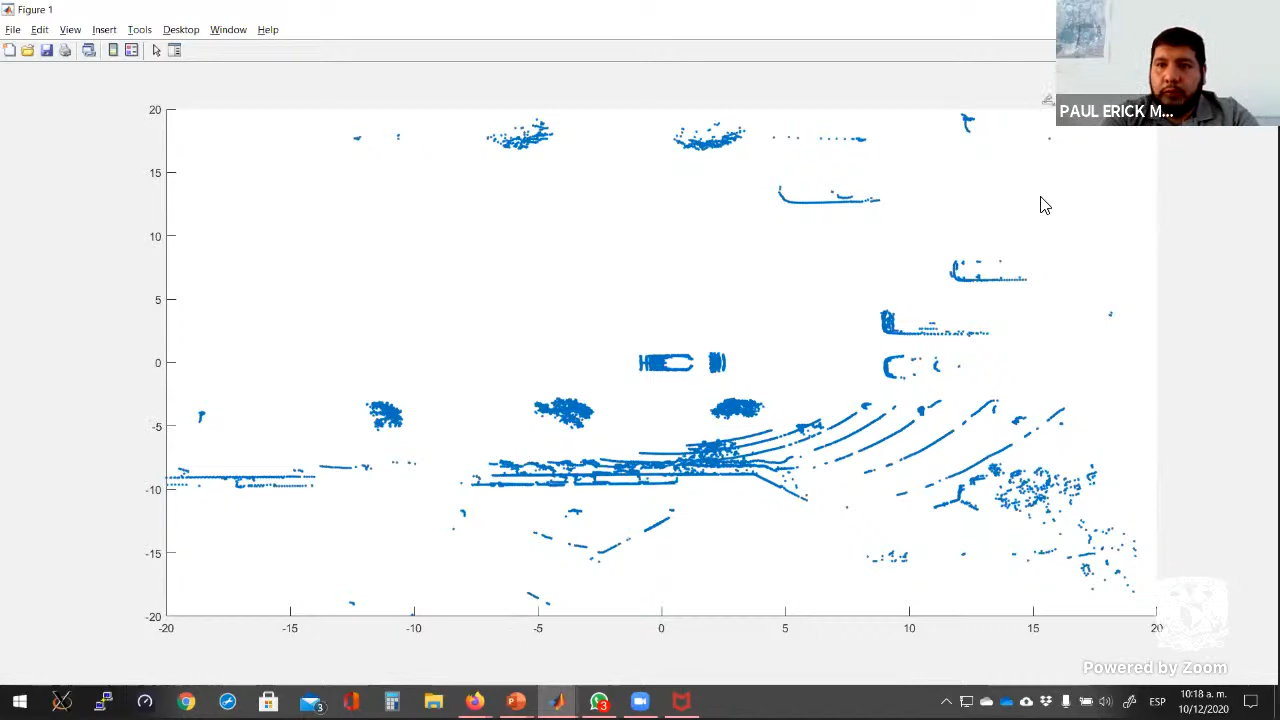 Figure 1
File Edit View Insert Tools Desktop Window Help
PAUL ERICK M...
20
15
10
5
0
-5
-10
-15
-20
-20 -15 -10 -5 0 5 10 15 20
Powered by Zoom
3
3
ESP
10:18 a. m.
10/12/2020